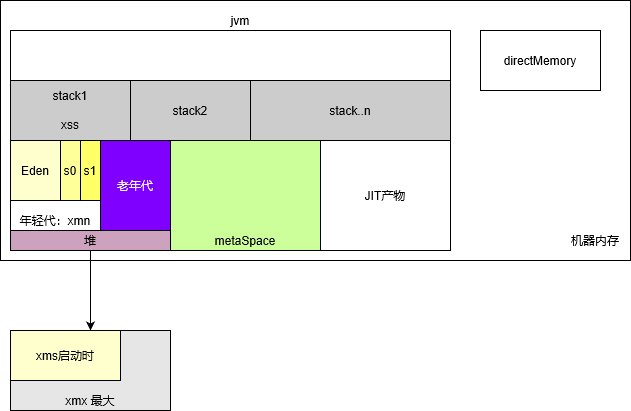 jvm
directMemory
stack1
xss
stack2
stack..n
Eden
s0
s1
老年代
年轻代：xmn
堆
metaSpace
JIT产物
机器内存
xms启动时
xmx 最大